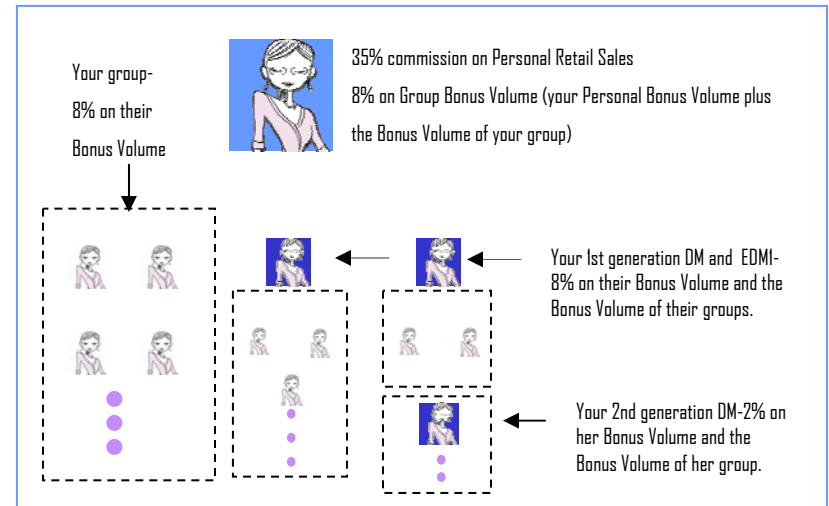 Your group-
8% on their
Bonus Volume
35% commission on Personal Retail Sales
8% on Group Bonus Volume (your Personal Bonus Volume plus
the Bonus Volume of your group)
Your 1st generation DM and EDM1-
8% on their Bonus Volume and the
Bonus Volume of their groups.
Your 2nd generation DM-2% on
her Bonus Volume and the
Bonus Volume of her group.